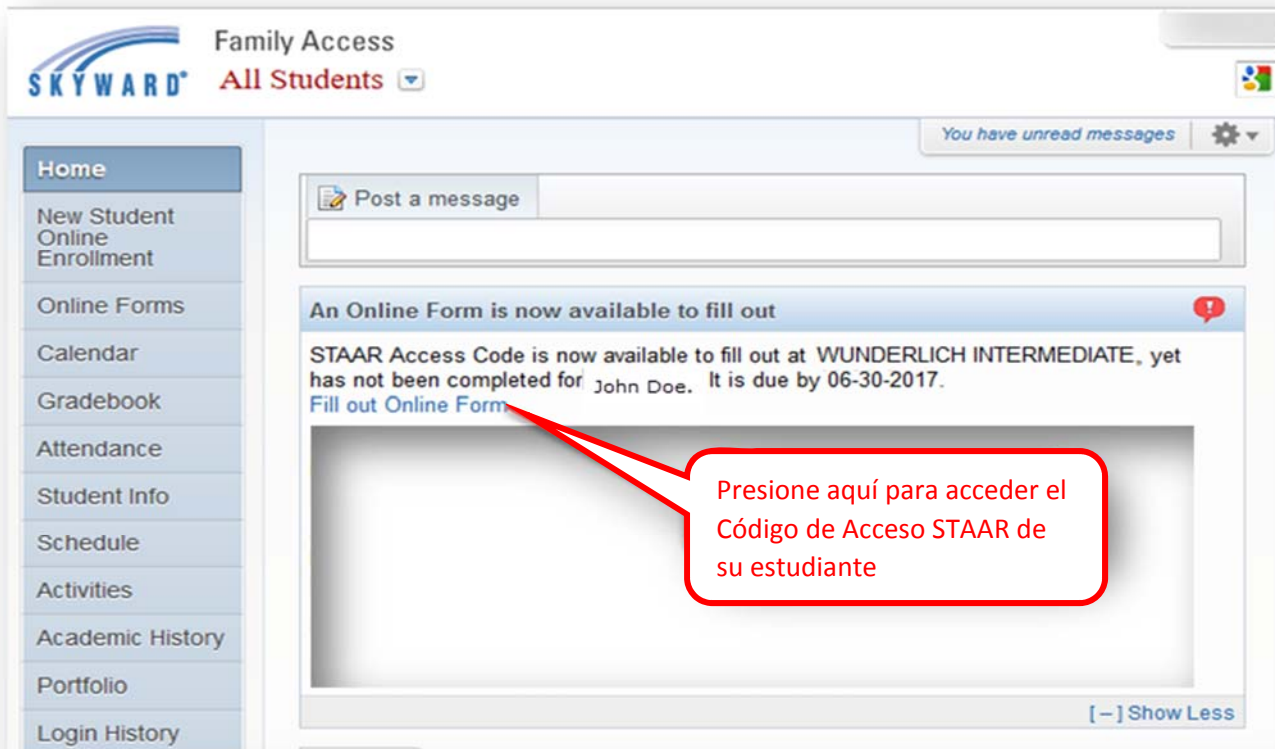 Family Access
SKYWARD®
All Students
You have unread messages
Home
New Student
Online
Enrollment
Online Forms
Calendar
Gradebook
Attendance
Student Info
Schedule
Activities
Academic History
Portfolio
Login History
Post a message
An Online Form is now available to fill out
STAAR Access Code is now available to fill out at WUNDERLICH INTERMEDIATE, yet
has not been completed for John Doe. It is due by 06-30-2017.
Fill out Online Form
Presione aquí para acceder el
Código de Acceso STAAR de
su estudiante
[–] Show Less